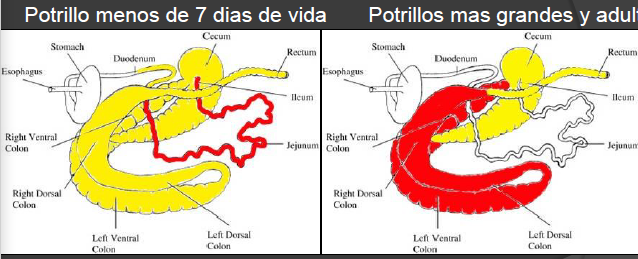 Potrillo menos de 7 dias de vida
Potrillos mas grandes y adul
Cecum
Stomach
Duodenum
Rectum
Esophagus
Ileum
Right Ventral
Colon
Jejunum
Right Dorsal
Colon
Left Ventral
Colon
Left Dorsal
Colon
Cecum
Stomach
Duodenum
Rectum
Esophagus
Ileum
Right Ventral
Colon
Jejunum
Right Dorsal
Colon
Left Ventral
Colon
Left Dorsal
Colon